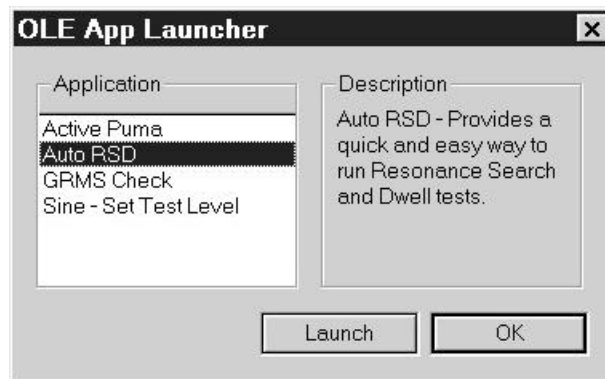 OLE App Launcher
Application
Active Puma
Auto RSD
GRMS Check
Sine - Set Test Level
Description
Auto RSD - Provides a
quick and easy way to
run Resonance Search
and Dwell tests.
Launch
OK